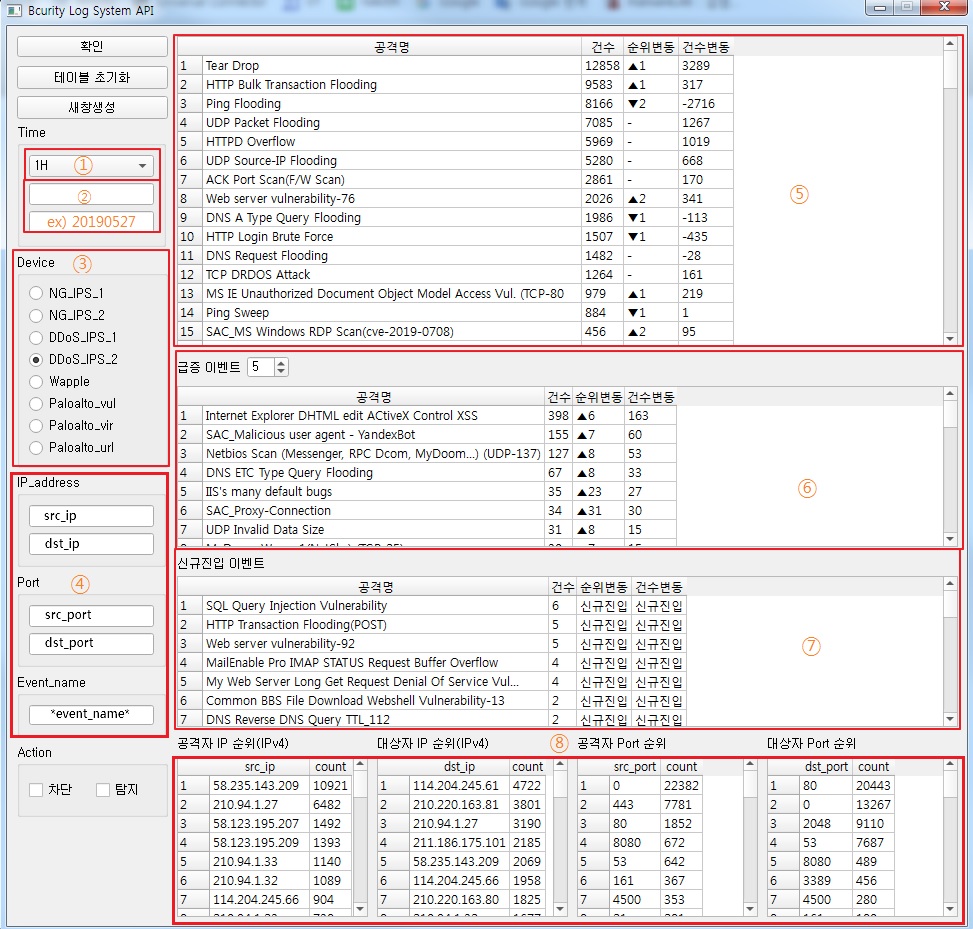 Bcurity Log System API
확인
테이블 초기화
새창생성
Time
1H ①
②
ex) 20190527
Device ③
NG_IPS_1
NG_IPS_2
DDoS_IPS_1
DDoS_IPS_2
Wapple
Paloalto_vul
Paloalto_vir
Paloalto_url
IP_address
src_ip
dst_ip
Port ④
src_port
dst_port
Event_name
*event_name*
Action
차단 탐지
공격명 건수 순위변동 건수변동
1 Tear Drop 12858 ▲1 3289
2 HTTP Bulk Transaction Flooding 9583 ▲1 317
3 Ping Flooding 8166 ▼2 -2716
4 UDP Packet Flooding 7085 - 1267
5 HTTPD Overflow 5969 - 1019
6 UDP Source-IP Flooding 5280 - 668
7 ACK Port Scan(F/W Scan) 2861 - 170
8 Web server vulnerability-76 2026 ▲2 341
9 DNS A Type Query Flooding 1986 ▼1 -113
10 HTTP Login Brute Force 1507 ▼1 -435
11 DNS Request Flooding 1482 - -28
12 TCP DRDOS Attack 1264 - 161
13 MS IE Unauthorized Document Object Model Access Vul. (TCP-80 979 ▲1 219
14 Ping Sweep 884 ▼1 1
15 SAC_MS Windows RDP Scan(cve-2019-0708) 456 ▲2 95
⑤
급증 이벤트 5
공격명 건수 순위변동 건수변동
1 Internet Explorer DHTML edit ACtiveX Control XSS 398 ▲6 163
2 SAC_Malicious user agent - YandexBot 155 ▲7 60
3 Netbios Scan (Messenger, RPC Dcom, MyDoom...) (UDP-137) 127 ▲8 53
4 DNS ETC Type Query Flooding 67 ▲8 33
5 IIS's many default bugs 35 ▲23 27
6 SAC_Proxy-Connection 34 ▲31 30
7 UDP Invalid Data Size 31 ▲8 15
⑥
신규진입 이벤트
공격명 건수 순위변동 건수변동
1 SQL Query Injection Vulnerability 6 신규진입 신규진입
2 HTTP Transaction Flooding(POST) 5 신규진입 신규진입
3 Web server vulnerability-92 5 신규진입 신규진입
4 MailEnable Pro IMAP STATUS Request Buffer Overflow 4 신규진입 신규진입
5 My Web Server Long Get Request Denial Of Service Vul... 4 신규진입 신규진입
6 Common BBS File Download Webshell Vulnerability-13 2 신규진입 신규진입
7 DNS Reverse DNS Query TTL_112 2 신규진입 신규진입
⑦
공격자 IP 순위(IPv4) 대상자 IP 순위(IPv4) ⑧ 공격자 Port 순위 대상자 Port 순위
src_ip count dst_ip count src_port count dst_port count
1 58.235.143.209 10921 1 114.204.245.61 4722 1 0 22382 1 80 20443
2 210.94.1.27 6482 2 210.220.163.81 3801 2 443 7781 2 0 13267
3 58.123.195.207 1492 3 210.94.1.27 3190 3 80 1852 3 2048 9110
4 58.123.195.209 1393 4 211.186.175.101 2185 4 8080 672 4 53 7687
5 210.94.1.33 1140 5 58.235.143.209 2069 5 53 642 5 8080 489
6 210.94.1.32 1089 6 114.204.245.66 1958 6 161 367 6 3389 456
7 114.204.245.66 904 7 210.220.163.80 1825 7 4500 353 7 4500 280